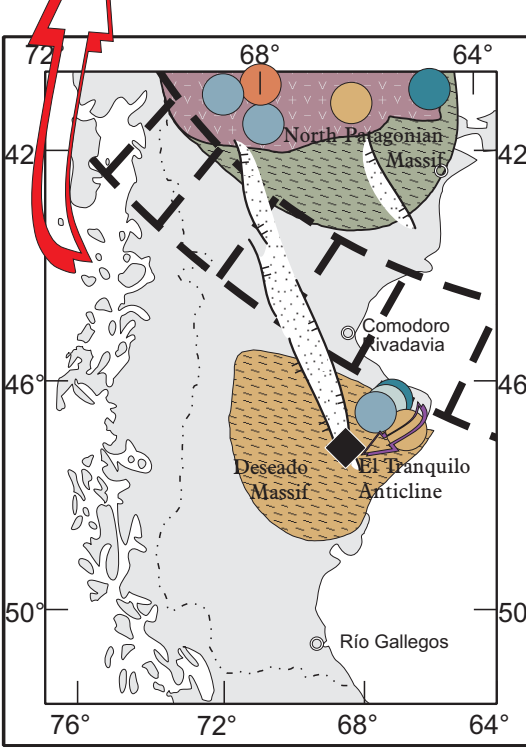 72°
68°
64°
North Patagonian
Massif
42
42
Comodoro
Rivadavia
46°
46
Deseado
Massif
El Tranquilo
Anticline
50°
50
Río Gallegos
76°
72°
68°
64°